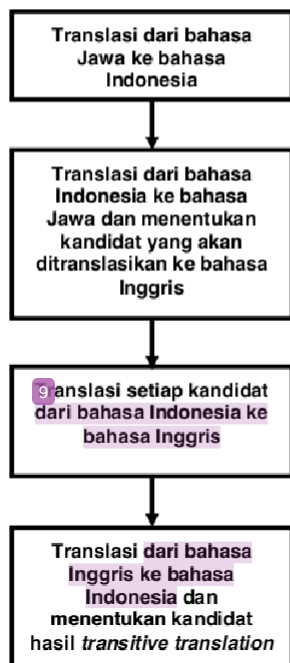 Translasi dari bahasa
Jawa ke bahasa
Indonesia
Translasi dari bahasa
Indonesia ke bahasa
Jawa dan menentukan
kandidat yang akan
ditranslasikan ke bahasa
Inggris
9
Translasi setiap kandidat
dari bahasa Indonesia ke
bahasa Inggris
Translasi dari bahasa
Inggris ke bahasa
Indonesia dan
menentukan kandidat
hasil transitive translation